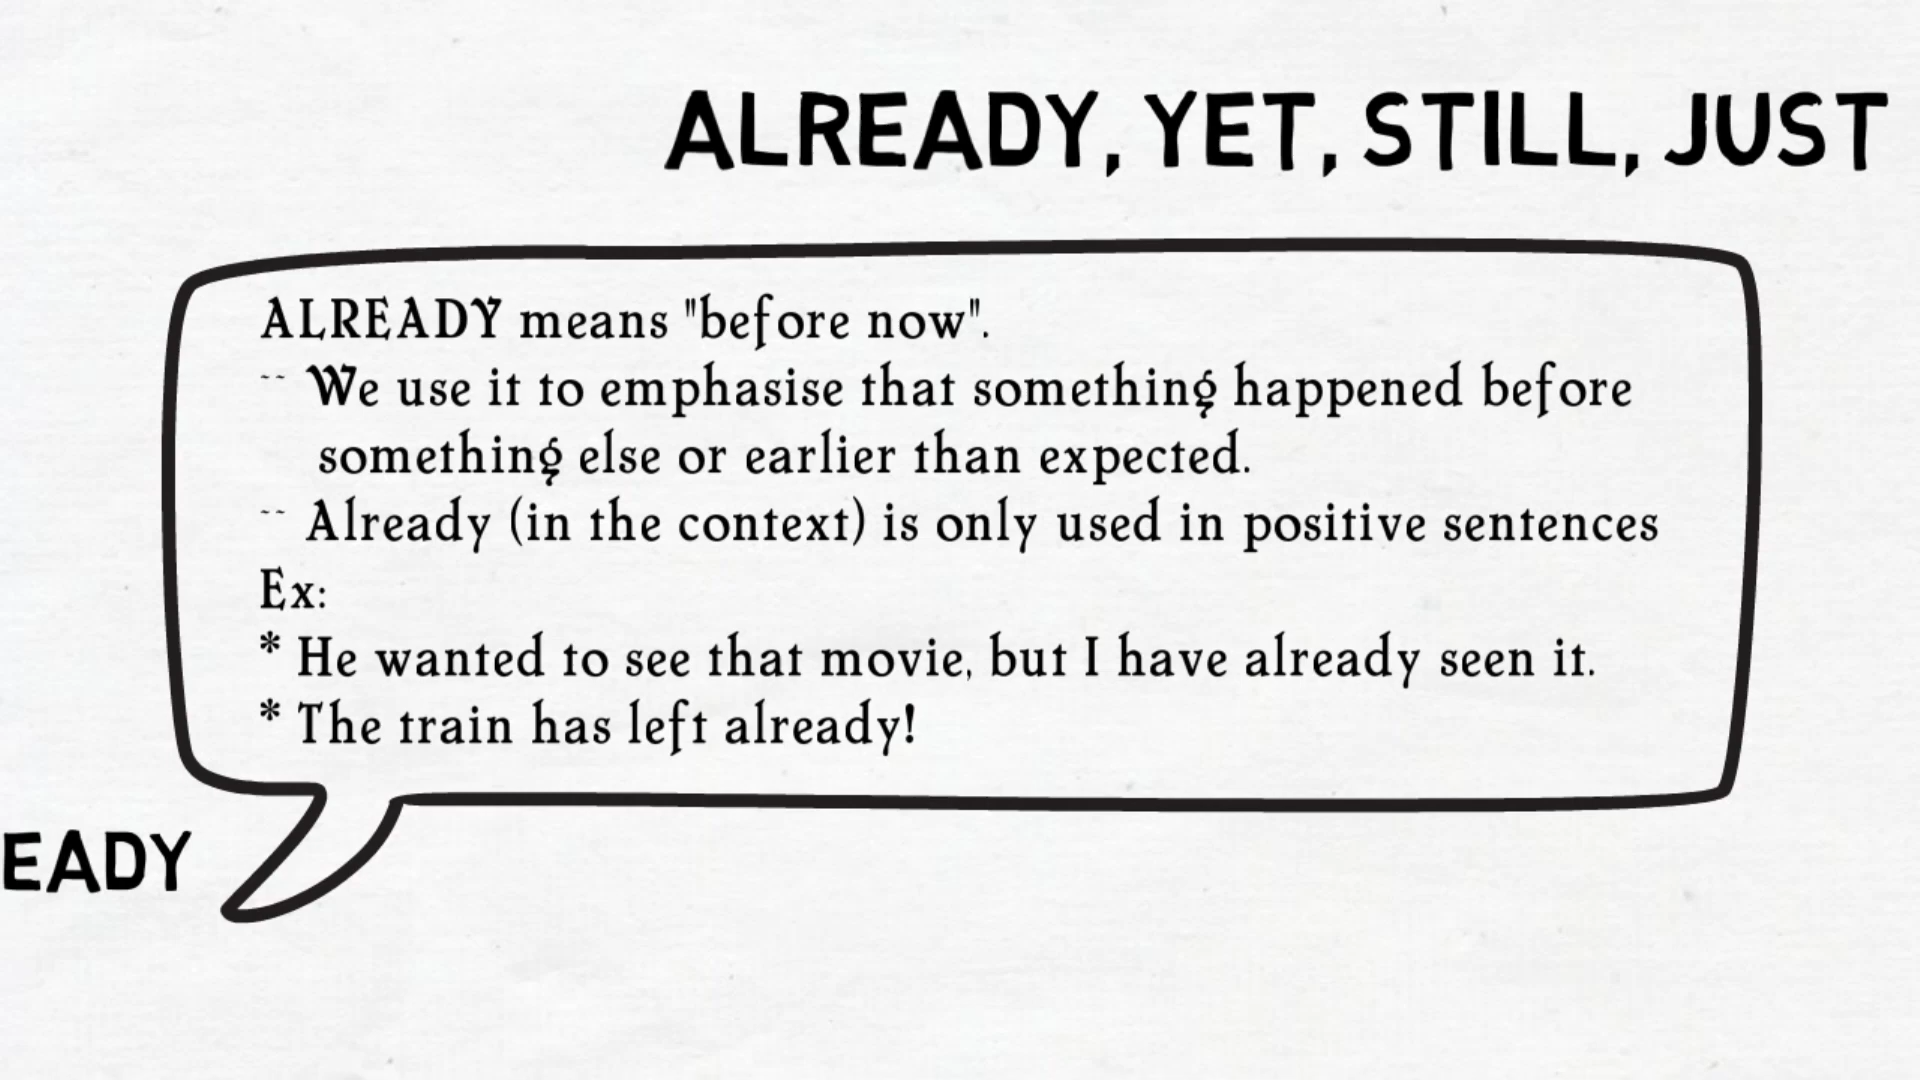 ALREADY, YET, STILL, JUST
ALREADY means "before now".
-- We use it to emphasise that something happened before
something else or earlier than expected.
-- Already (in the context) is only used in positive sentences
Ex:
* He wanted to see that movie, but I have already seen it.
* The train has left already!
EADY